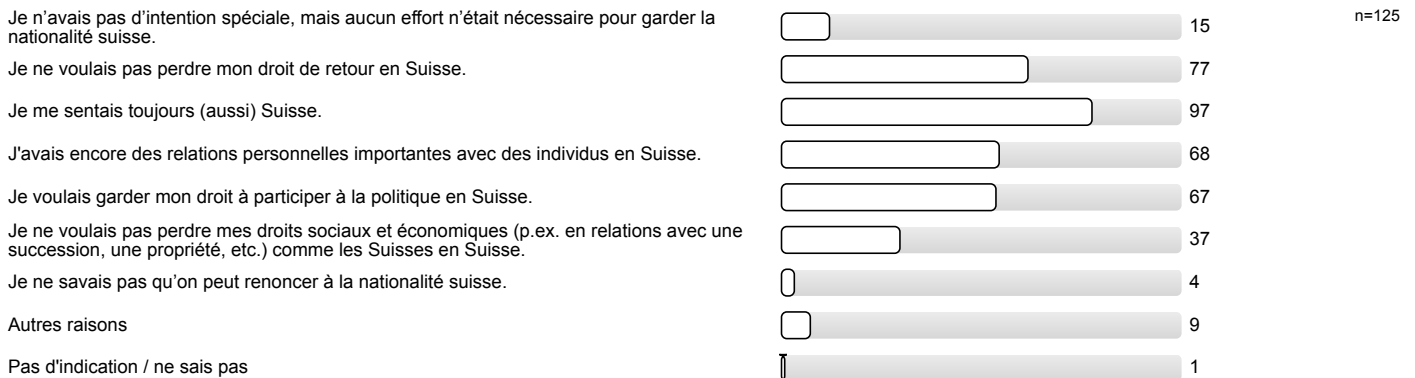 Je n’avais pas d’intention spéciale, mais aucun effort n’était nécessaire pour garder la
nationalité suisse.
15
n=125
Je ne voulais pas perdre mon droit de retour en Suisse.
77
Je me sentais toujours (aussi) Suisse.
97
J'avais encore des relations personnelles importantes avec des individus en Suisse.
68
Je voulais garder mon droit à participer à la politique en Suisse.
67
Je ne voulais pas perdre mes droits sociaux et économiques (p.ex. en relations avec une
succession, une propriété, etc.) comme les Suisses en Suisse.
37
Je ne savais pas qu’on peut renoncer à la nationalité suisse.
4
Autres raisons
9
Pas d'indication / ne sais pas
1